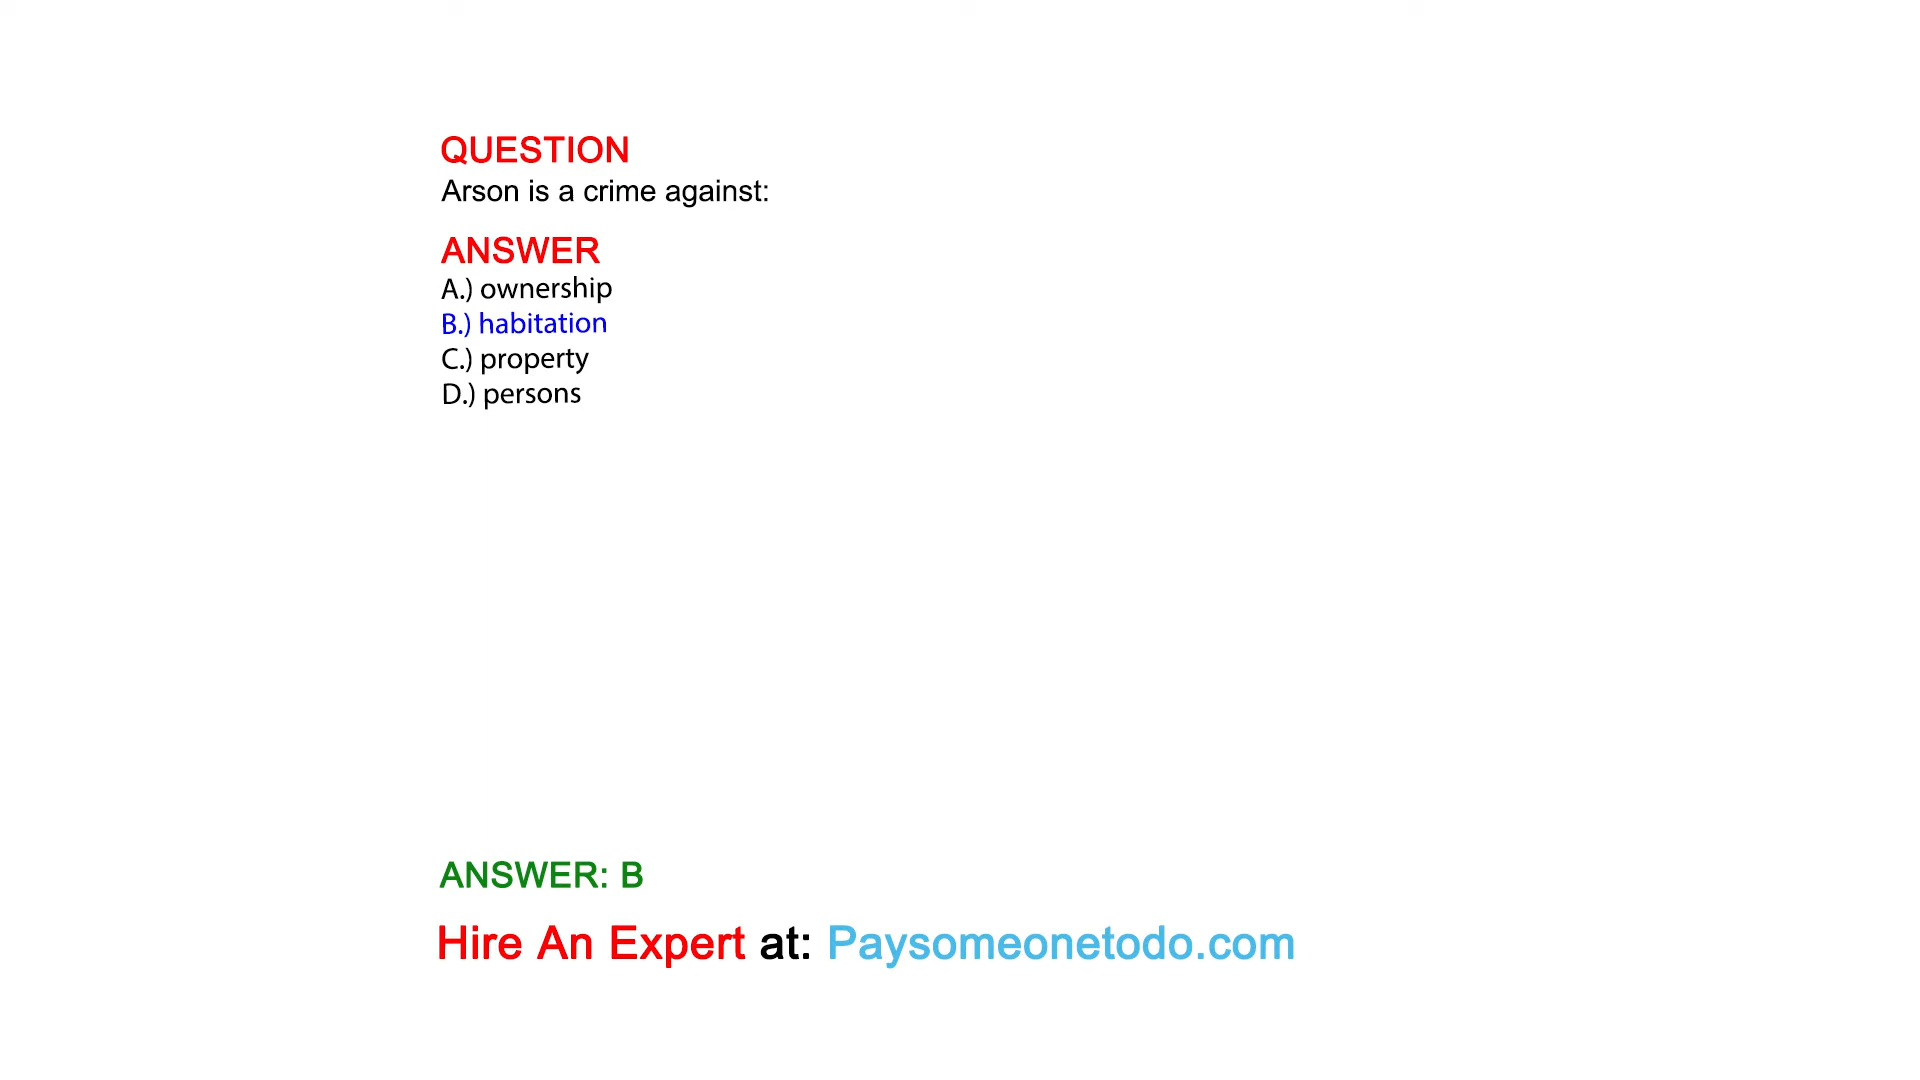 QUESTION
Arson is a crime against:
ANSWER
A.) ownership
B.) habitation
C.) property
D.) persons
ANSWER: B
Hire An Expert at: Paysomeonetodo.com